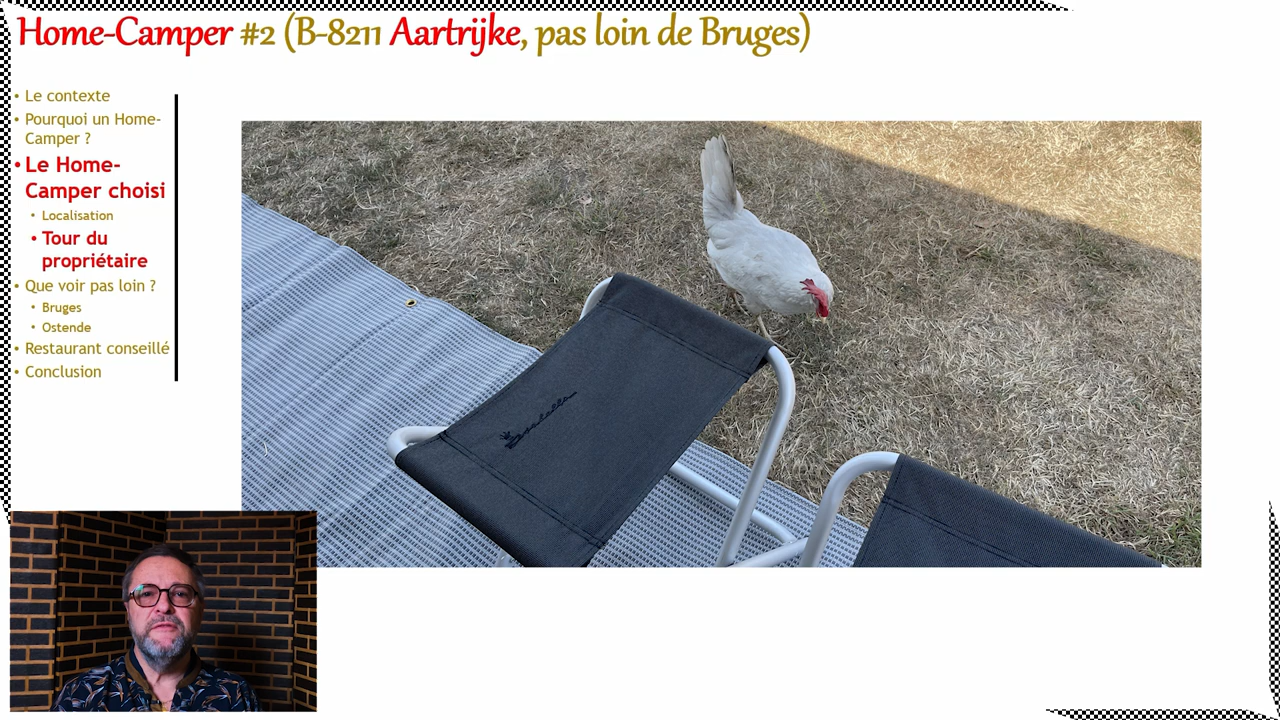 Home-Camper #2 (B-8211 Aartrijke, pas loin de Bruges)
• Le contexte
• Pourquoi un Home-
Camper ?
• Le Home-
Camper choisi
• Localisation
• Tour du
propriétaire
• Que voir pas loin ?
• Bruges
• Ostende
• Restaurant conseillé
• Conclusion